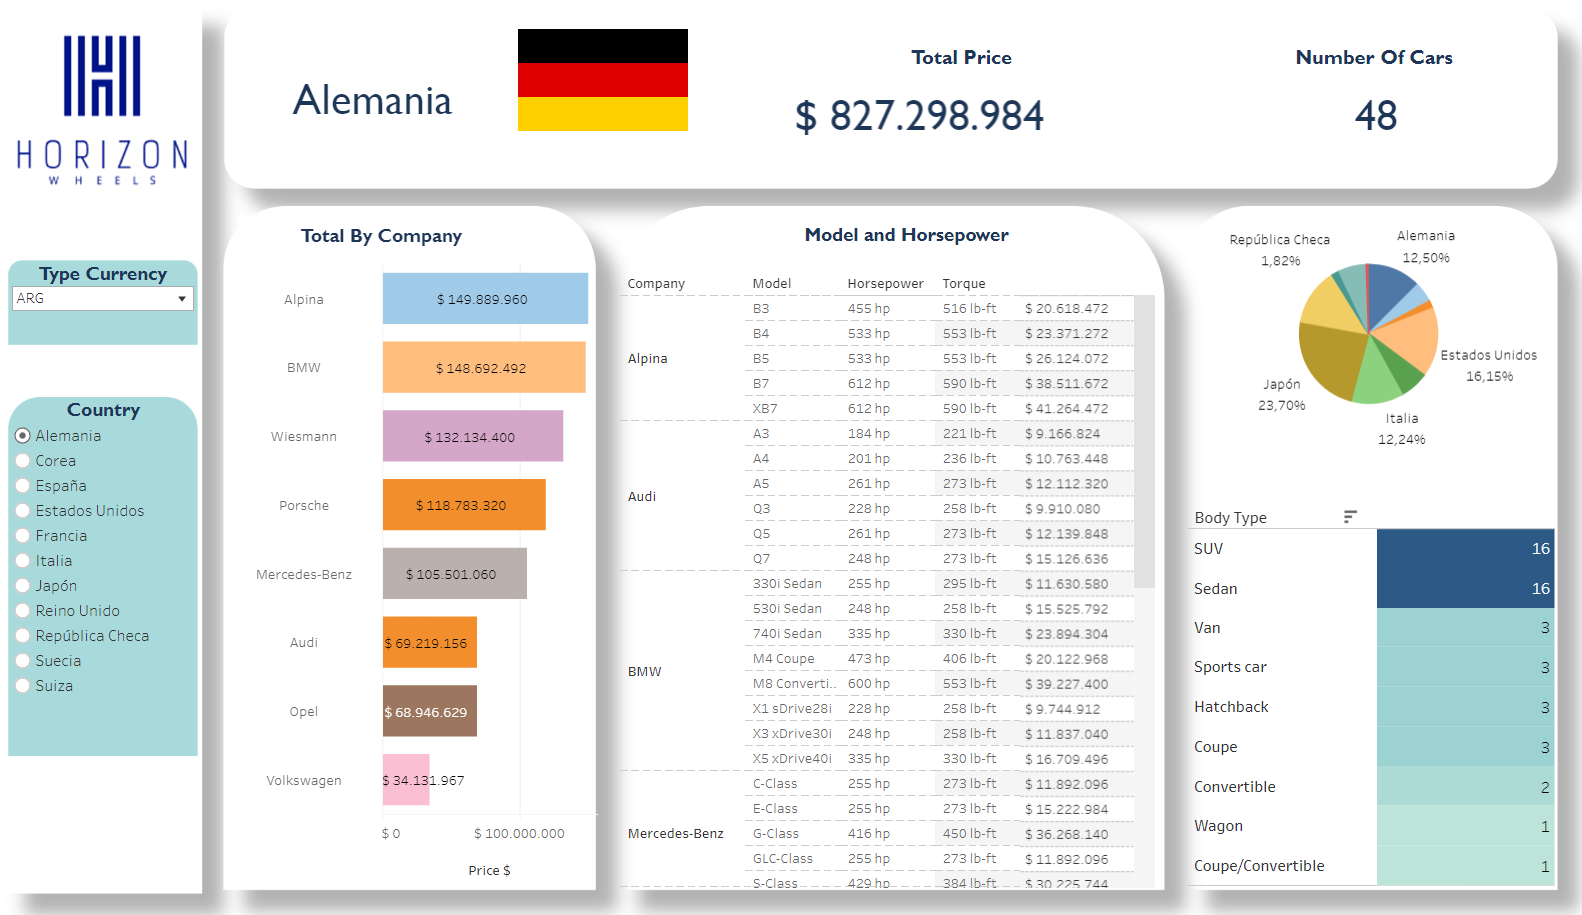 HORIZON
WHEELS
Type Currency
ARG
Country
Alemania
Corea
España
Estados Unidos
Francia
Italia
Japón
Reino Unido
República Checa
Suecia
Suiza
Alemania
Total Price
$ 827.298.984
Number Of Cars
48
Total By Company
Alpina $ 149.889.960
BMW $ 148.692.492
Wiesmann $ 132.134.400
Porsche $ 118.783.320
Mercedes-Benz $ 105.501.060
Audi $ 69.219.156
Opel $ 68.946.629
Volkswagen $ 34.131.967
$ 0 $ 100.000.000
Price $
Model and Horsepower
Company Model Horsepower Torque
Alpina
B3 455 hp 516 lb-ft $ 20.618.472
B4 533 hp 553 lb-ft $ 23.371.272
B5 533 hp 553 lb-ft $ 26.124.072
B7 612 hp 590 lb-ft $ 38.511.672
XB7 612 hp 590 lb-ft $ 41.264.472
Audi
A3 184 hp 221 lb-ft $ 9.166.824
A4 201 hp 236 lb-ft $ 10.763.448
A5 261 hp 273 lb-ft $ 12.112.320
Q3 228 hp 258 lb-ft $ 9.910.080
Q5 261 hp 273 lb-ft $ 12.139.848
Q7 248 hp 273 lb-ft $ 15.126.636
BMW
330i Sedan 255 hp 295 lb-ft $ 11.630.580
530i Sedan 248 hp 258 lb-ft $ 15.525.792
740i Sedan 335 hp 330 lb-ft $ 23.894.304
M4 Coupe 473 hp 406 lb-ft $ 20.122.968
M8 Converti.. 600 hp 553 lb-ft $ 39.227.400
X1 sDrive28i 228 hp 258 lb-ft $ 9.744.912
X3 xDrive30i 248 hp 258 lb-ft $ 11.837.040
X5 xDrive40i 335 hp 330 lb-ft $ 16.709.496
Mercedes-Benz
C-Class 255 hp 273 lb-ft $ 11.892.096
E-Class 255 hp 273 lb-ft $ 15.222.984
G-Class 416 hp 450 lb-ft $ 36.268.140
GLC-Class 255 hp 273 lb-ft $ 11.892.096
S-Class 429 hp 384 lb-ft $ 30.225.744
República Checa
1,82%
Alemania
12,50%
Estados Unidos
16,15%
Japón
23,70%
Italia
12,24%
Body Type
SUV 16
Sedan 16
Van 3
Sports car 3
Hatchback 3
Coupe 3
Convertible 2
Wagon 1
Coupe/Convertible 1